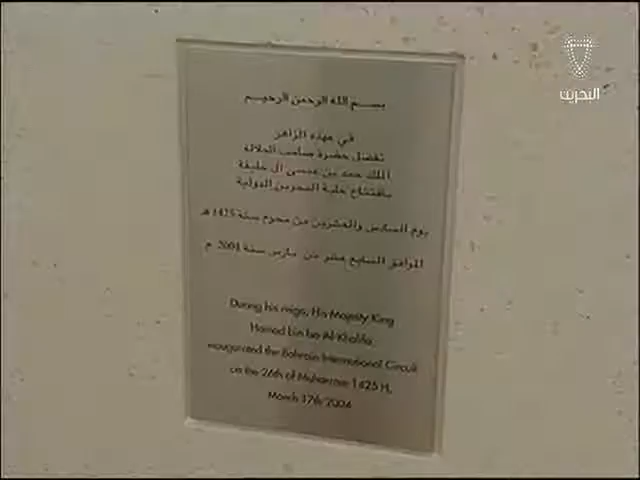 البحرين
بسم الله الرحمن الرحيم
في عهده الزاهر
تفضل حضرة صاحب الجلالة
الملك حمد بن عيسى آل خليفة
بافتتاح حلبة البحرين الدولية
يوم السادس والعشرين من محرم سنة 1425 هـ
الموافق السابع عشر من مارس سنة 2004 م
During his reign, His Majesty King
Hamad bin Isa Al-Khalifa,
inaugurated the Bahrain International Circuit
on the 26th of Muharram 1425 H,
March 17th 2004